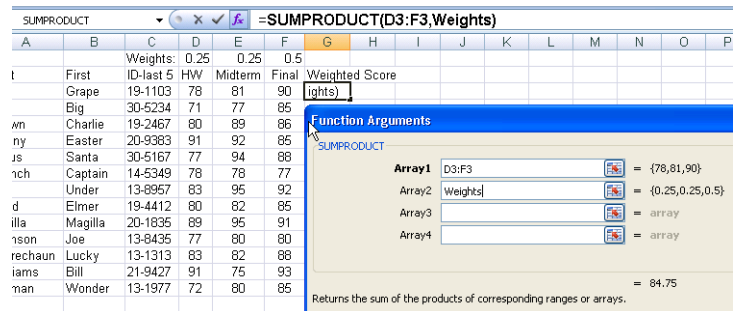 SUMPRODUCT =SUMPRODUCT(D3:F3,Weights)
A B C D E F G H I J K L M N O P
Weights: 0.25 0.25 0.5
t First ID-last 5 HW Midterm Final Weighted Score
Grape 19-1103 78 81 90 ights)
Big 30-5234 71 77 85
wn Charlie 19-2467 80 89 86
ny Easter 20-9383 91 92 85
us Santa 30-5167 77 94 88
nch Captain 14-5349 78 78 77
Under 13-8957 83 95 92
d Elmer 19-4412 80 82 85
illa Magilla 20-1835 89 95 91
nson Joe 13-8435 77 80 80
rechaun Lucky 13-1313 83 82 88
iams Bill 21-9427 91 75 93
man Wonder 13-1977 72 80 85
Function Arguments
SUMPRODUCT
Array1 D3:F3 = {78,81,90}
Array2 Weights = {0.25,0.25,0.5}
Array3 = array
Array4 = array
= 84.75
Returns the sum of the products of corresponding ranges or arrays.